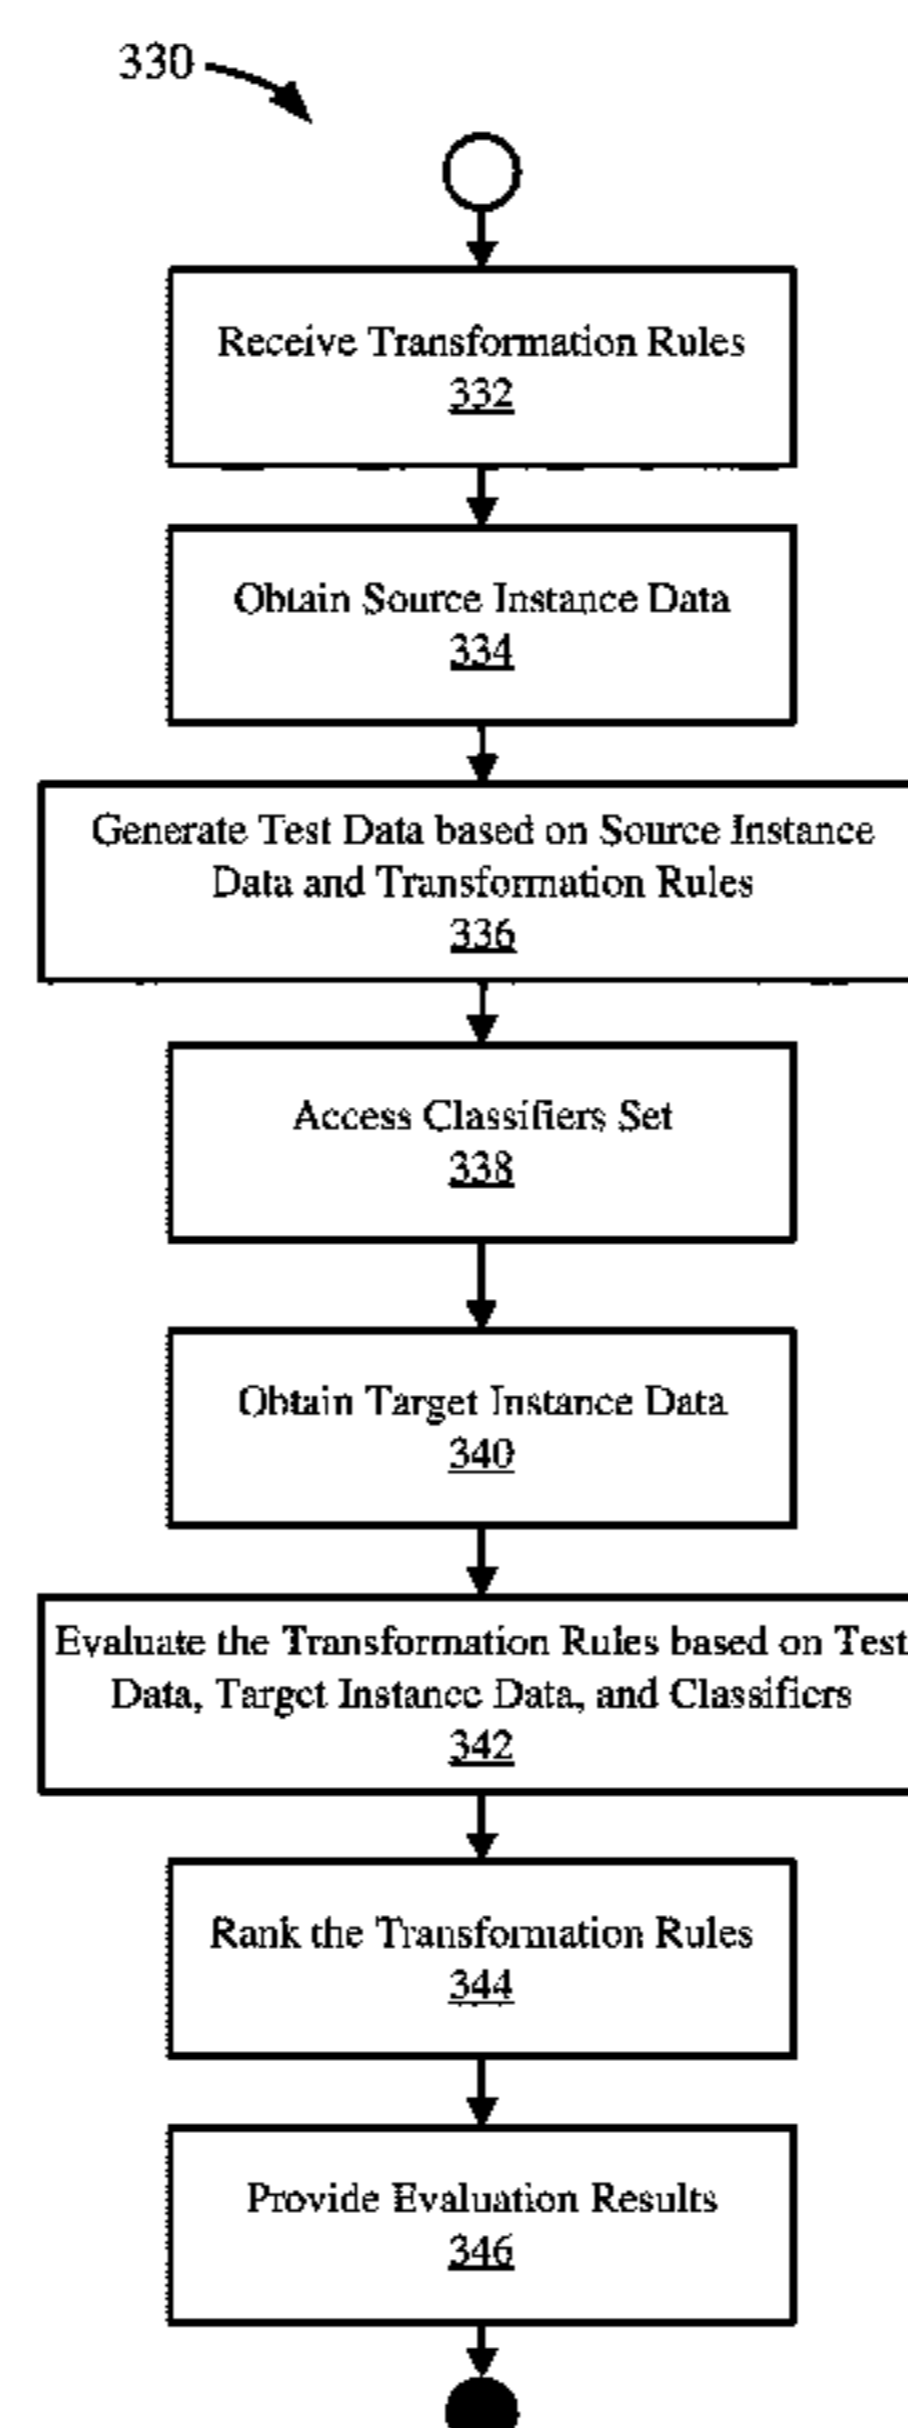 330
Receive Transformation Rules
332
Obtain Source Instance Data
334
Generate Test Data based on Source Instance
Data and Transformation Rules
336
Access Classifiers Set
338
Obtain Target Instance Data
340
Evaluate the Transformation Rules based on Test
Data, Target Instance Data, and Classifiers
342
Rank the Transformation Rules
344
Provide Evaluation Results
346